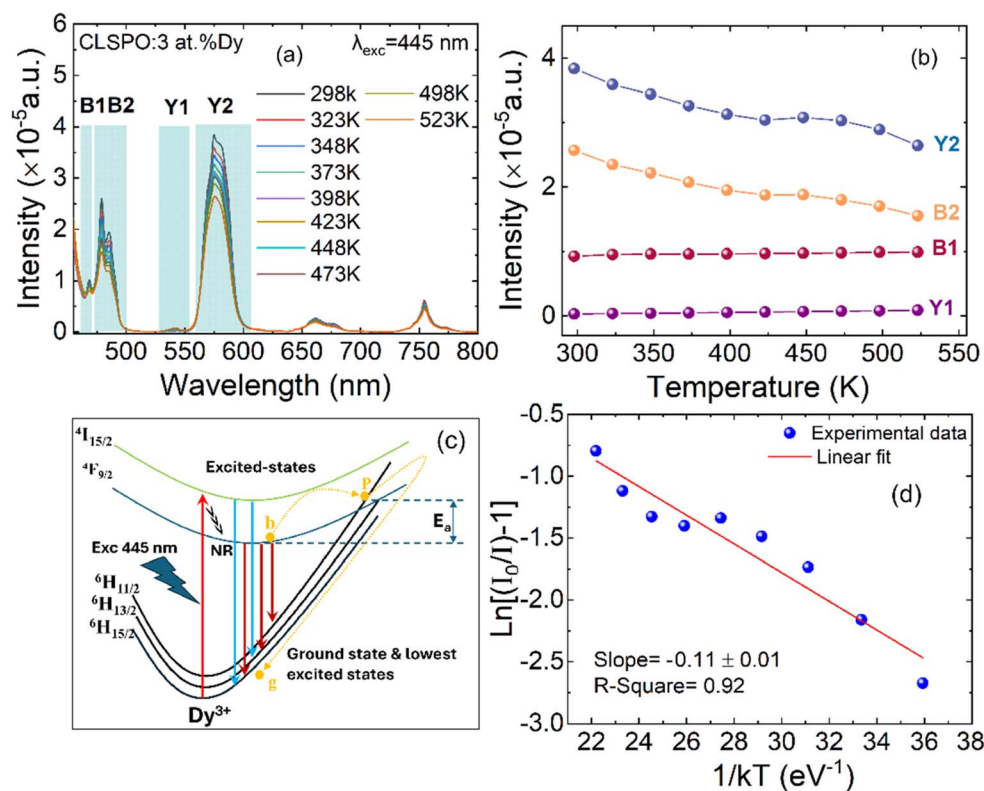 CLSPO:3 at.%Dy
(a)
λexc=445 nm
B1B2 Y1 Y2
298k 498K
323K 523K
348K
373K
398K
423K
448K
473K
Intensity (×10⁻⁵a.u.)
0 1 2 3 4 5 6
500 550 600 650 700 750 800
Wavelength (nm)
(b)
Y2
B2
B1
Y1
Intensity (×10⁻⁵a.u.)
0 2 4
300 350 400 450 500 550
Temperature (K)
(c)
⁴I15/2
⁴F9/2
Excited-states
P
b
Ea
NR
Exc 445 nm
⁶H11/2
⁶H13/2
⁶H15/2
Ground state & lowest
excited states
g
Dy³⁺
Experimental data
Linear fit
(d)
Ln[(I₀/I)-1]
-0.5
-1.0
-1.5
-2.0
-2.5
-3.0
Slope= -0.11 ± 0.01
R-Square= 0.92
22 24 26 28 30 32 34 36 38
1/kT (eV⁻¹)